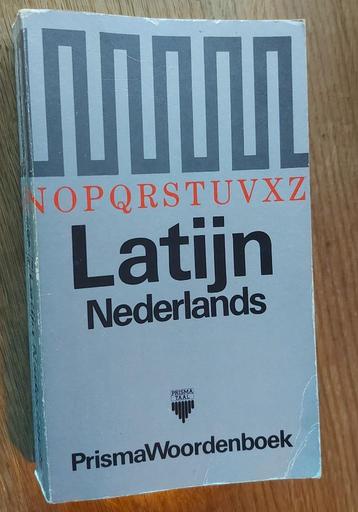 NOPQRSTUVXZ
Latijn
Nederlands
PRISMA
TAAL
PrismaWoordenboek